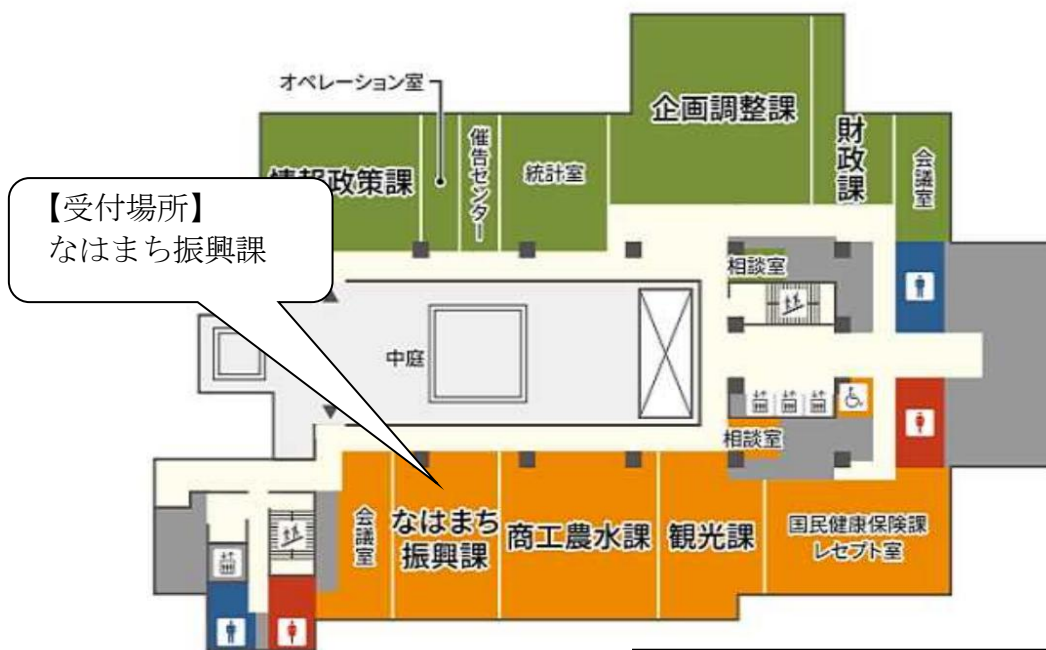 オペレーション室
企画調整課
財政課
会議室
催告センター
統計室
情報政策課
【受付場所】
なはまち振興課
相談室
中庭
相談室
会議室
なはまち
振興課
商工農水課
観光課
国民健康保険課
レセプト室